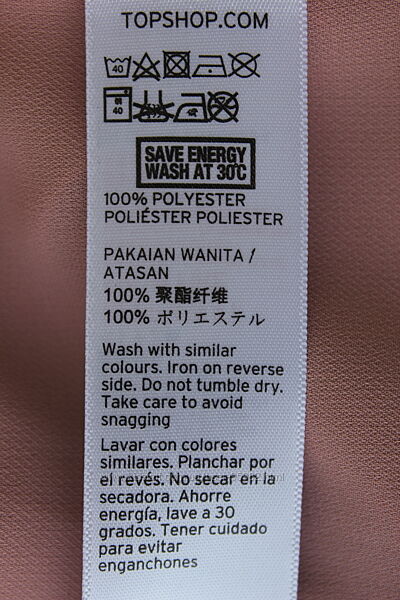 TOPSHOP.COM
40
40
SAVE ENERGY
WASH AT 30°C
100% POLYESTER
POLIÉSTER POLIESTER
PAKAIAN WANITA /
ATASAN
100% 聚酯纤维
100% ポリエステル
Wash with similar
colours. Iron on reverse
side. Do not tumble dry.
Take care to avoid
snagging
Lavar con colores
similares. Planchar por
el revés. No secar en la
secadora. Ahorre
energía, lave a 30
grados. Tener cuidado
para evitar
enganchones